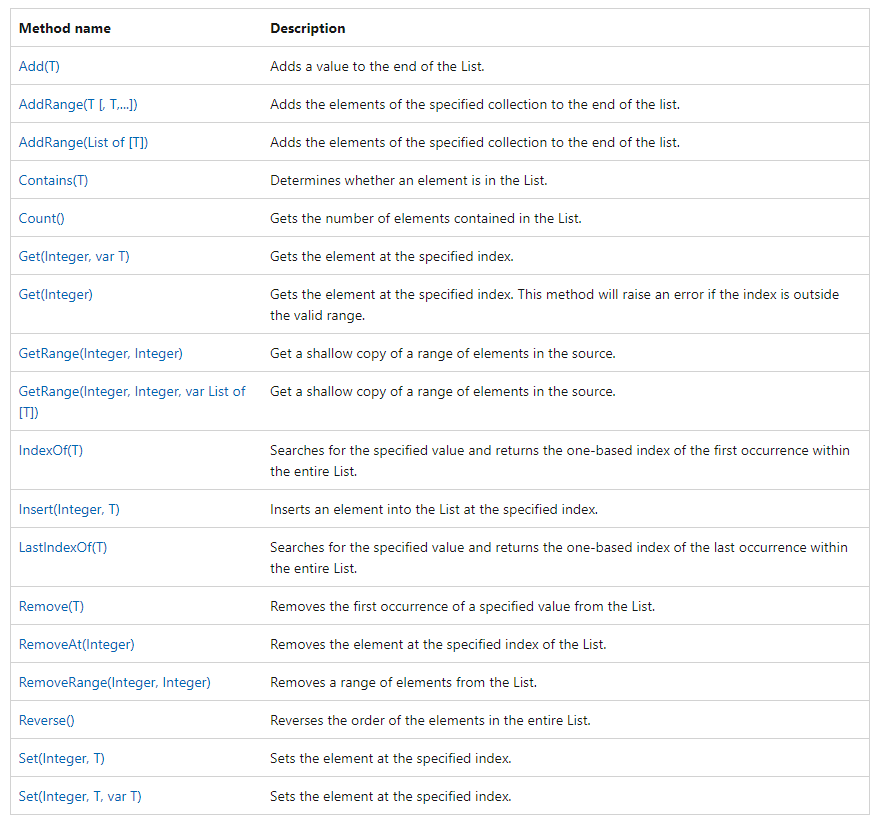 Method name Description
Add(T) Adds a value to the end of the List.
AddRange(T [, T,...]) Adds the elements of the specified collection to the end of the list.
AddRange(List of [T]) Adds the elements of the specified collection to the end of the list.
Contains(T) Determines whether an element is in the List.
Count() Gets the number of elements contained in the List.
Get(Integer, var T) Gets the element at the specified index.
Get(Integer) Gets the element at the specified index. This method will raise an error if the index is outside
the valid range.
GetRange(Integer, Integer) Get a shallow copy of a range of elements in the source.
GetRange(Integer, Integer, var List of Get a shallow copy of a range of elements in the source.
[T])
IndexOf(T) Searches for the specified value and returns the one-based index of the first occurrence within
the entire List.
Insert(Integer, T) Inserts an element into the List at the specified index.
LastIndexOf(T) Searches for the specified value and returns the one-based index of the last occurrence within
the entire List.
Remove(T) Removes the first occurrence of a specified value from the List.
RemoveAt(Integer) Removes the element at the specified index of the List.
RemoveRange(Integer, Integer) Removes a range of elements from the List.
Reverse() Reverses the order of the elements in the entire List.
Set(Integer, T) Sets the element at the specified index.
Set(Integer, T, var T) Sets the element at the specified index.